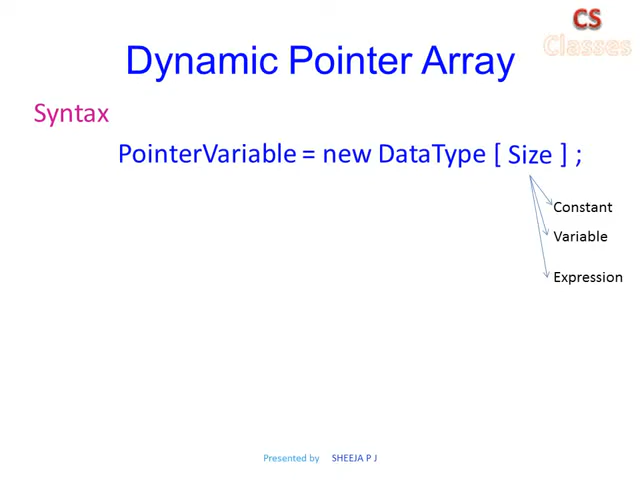 CS
Classes
Dynamic Pointer Array
Syntax
PointerVariable = new DataType [ Size ] ;
Constant
Variable
Expression
Presented by SHEEJA P J